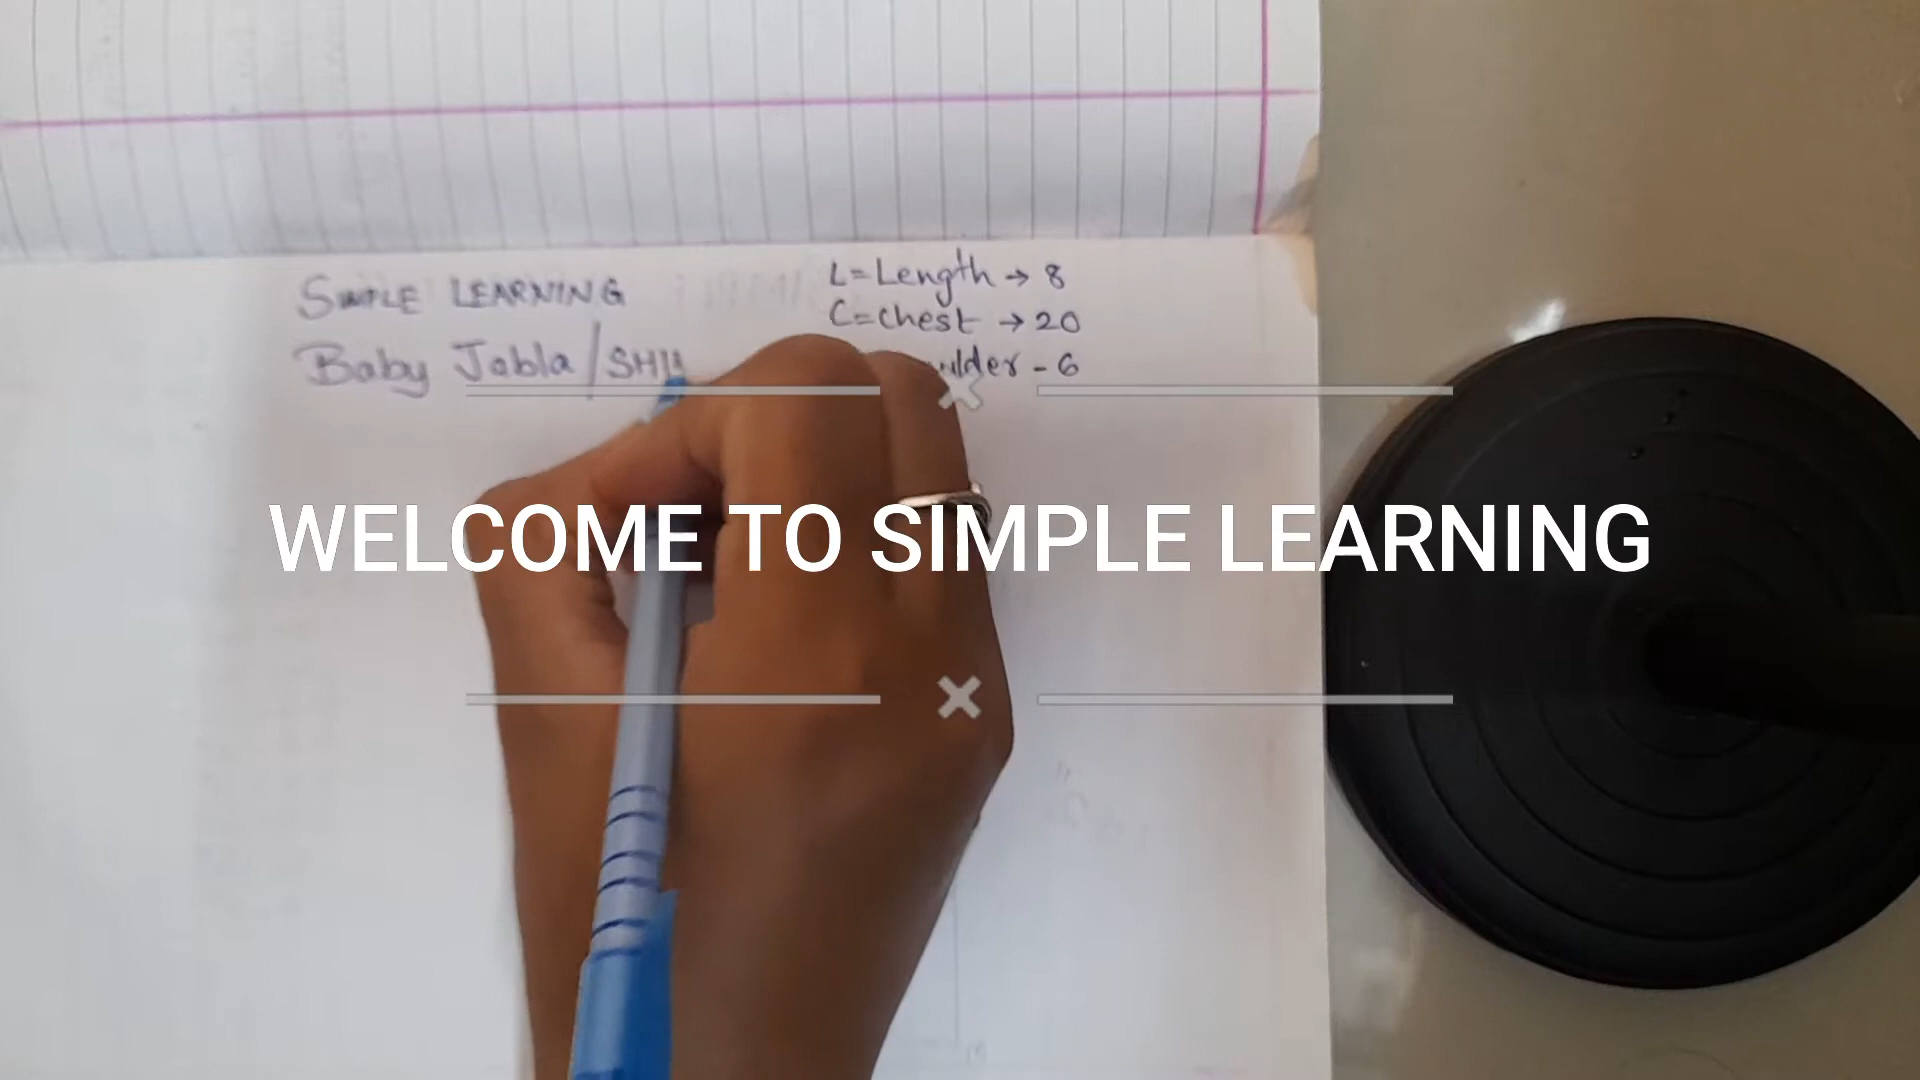 SIMPLE LEARNING
Baby Jabla /
L=Length → 8
C=Chest → 20
- 6
WELCOME TO SIMPLE LEARNING